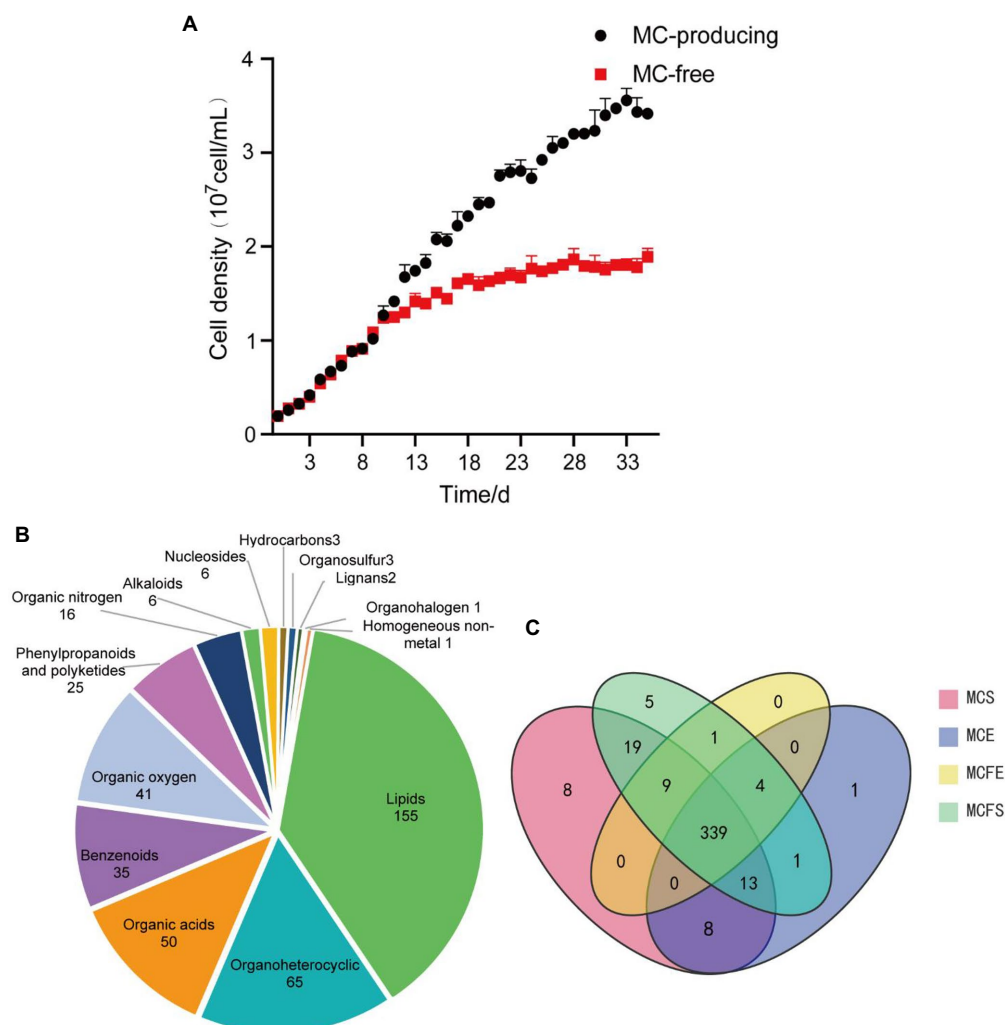 A
MC-producing
MC-free
Cell density (10⁷cell/mL)
4
3
2
1
0
3 8 13 18 23 28 33
Time/d
B
Hydrocarbons3
Nucleosides
6
Organosulfur3
Lignans2
Alkaloids
6
Organic nitrogen
16
Organohalogen 1
Homogeneous non-
metal 1
Phenylpropanoids
and polyketides
25
Organic oxygen
41
Lipids
155
Benzenoids
35
Organic acids
50
Organoheterocyclic
65
C
5 0
19 1 0
8 9 4 1
339
0 0 13 1
8
MCS
MCE
MCFE
MCFS